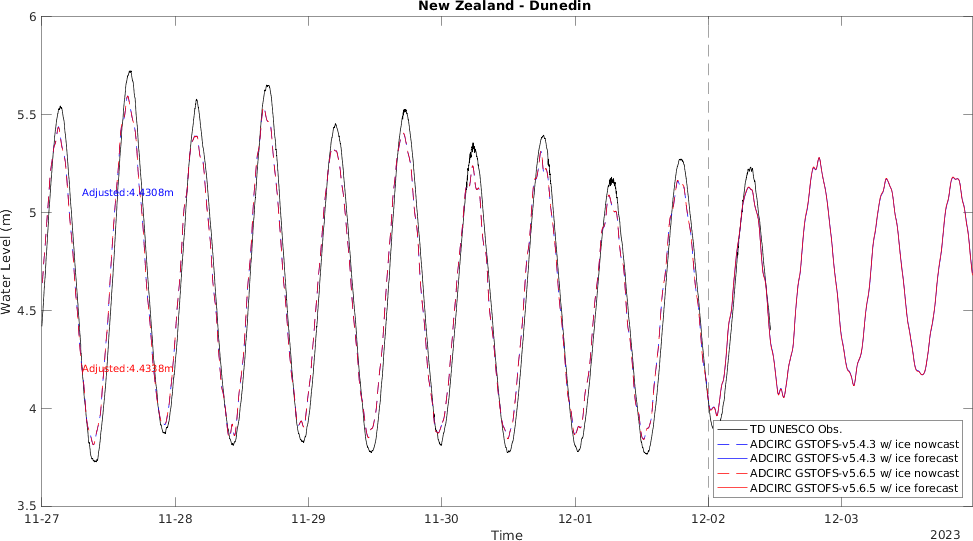 New Zealand - Dunedin
6
5.5
5
4.5
4
3.5
Water Level (m)
Adjusted:4.4308m
Adjusted:4.4338m
TD UNESCO Obs.
ADCIRC GSTOFS-v5.4.3 w/ ice nowcast
ADCIRC GSTOFS-v5.4.3 w/ ice forecast
ADCIRC GSTOFS-v5.6.5 w/ ice nowcast
ADCIRC GSTOFS-v5.6.5 w/ ice forecast
11-27 11-28 11-29 11-30 12-01 12-02 12-03
Time
2023